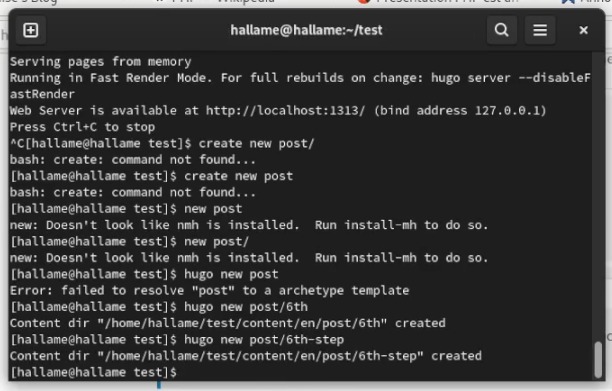 hallame@hallame:~/test
Serving pages from memory
Running in Fast Render Mode. For full rebuilds on change: hugo server --disableF
astRender
Web Server is available at http://localhost:1313/ (bind address 127.0.0.1)
Press Ctrl+C to stop
^C[hallame@hallame test]$ create new post/
bash: create: command not found...
[hallame@hallame test]$ create new post
bash: create: command not found...
[hallame@hallame test]$ new post
new: Doesn't look like nmh is installed.  Run install-mh to do so.
[hallame@hallame test]$ new post/
new: Doesn't look like nmh is installed.  Run install-mh to do so.
[hallame@hallame test]$ hugo new post
Error: failed to resolve "post" to a archetype template
[hallame@hallame test]$ hugo new post/6th
Content dir "/home/hallame/test/content/en/post/6th" created
[hallame@hallame test]$ hugo new post/6th-step
Content dir "/home/hallame/test/content/en/post/6th-step" created
[hallame@hallame test]$